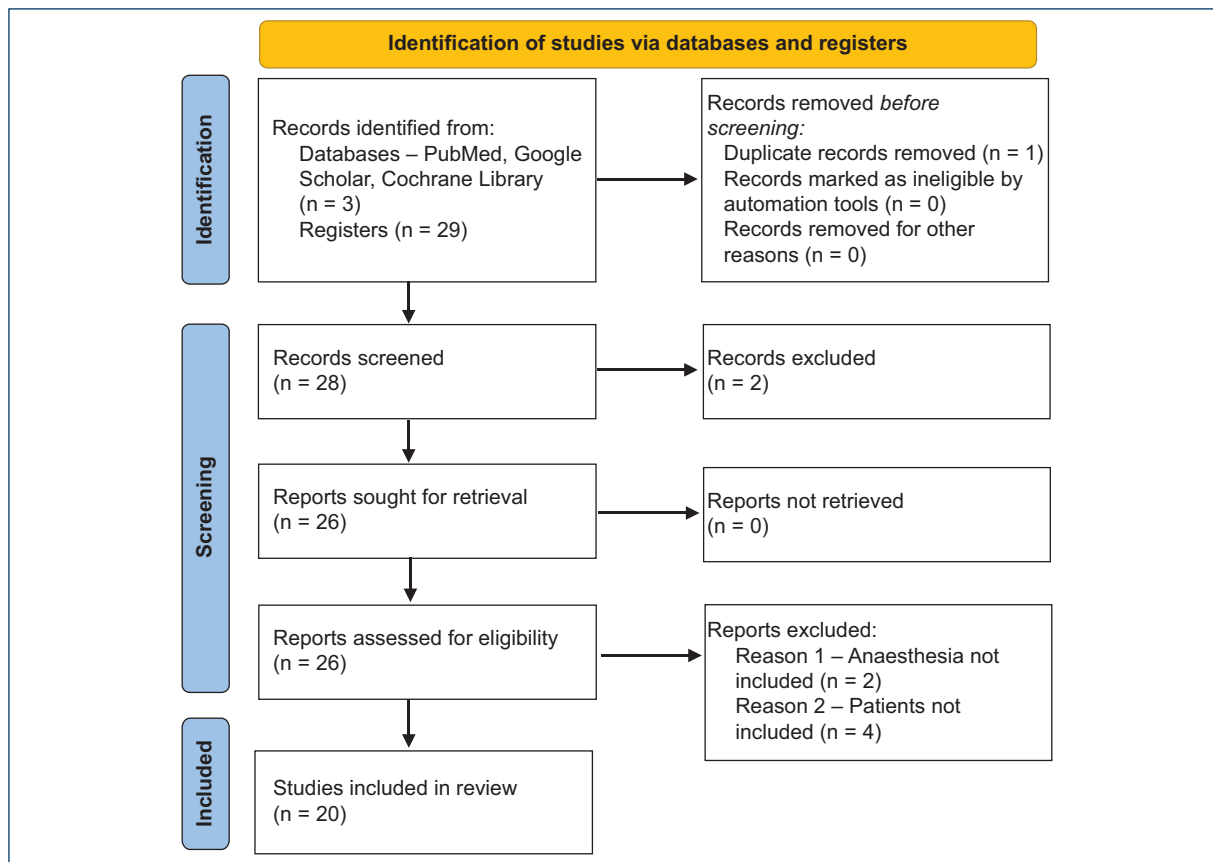 Identification of studies via databases and registers
Identification
Records identified from:
Databases – PubMed, Google
Scholar, Cochrane Library
(n = 3)
Registers (n = 29)
Records removed before
screening:
Duplicate records removed (n = 1)
Records marked as ineligible by
automation tools (n = 0)
Records removed for other
reasons (n = 0)
Screening
Records screened
(n = 28)
Records excluded
(n = 2)
Reports sought for retrieval
(n = 26)
Reports not retrieved
(n = 0)
Reports assessed for eligibility
(n = 26)
Reports excluded:
Reason 1 – Anaesthesia not
included (n = 2)
Reason 2 – Patients not
included (n = 4)
Included
Studies included in review
(n = 20)